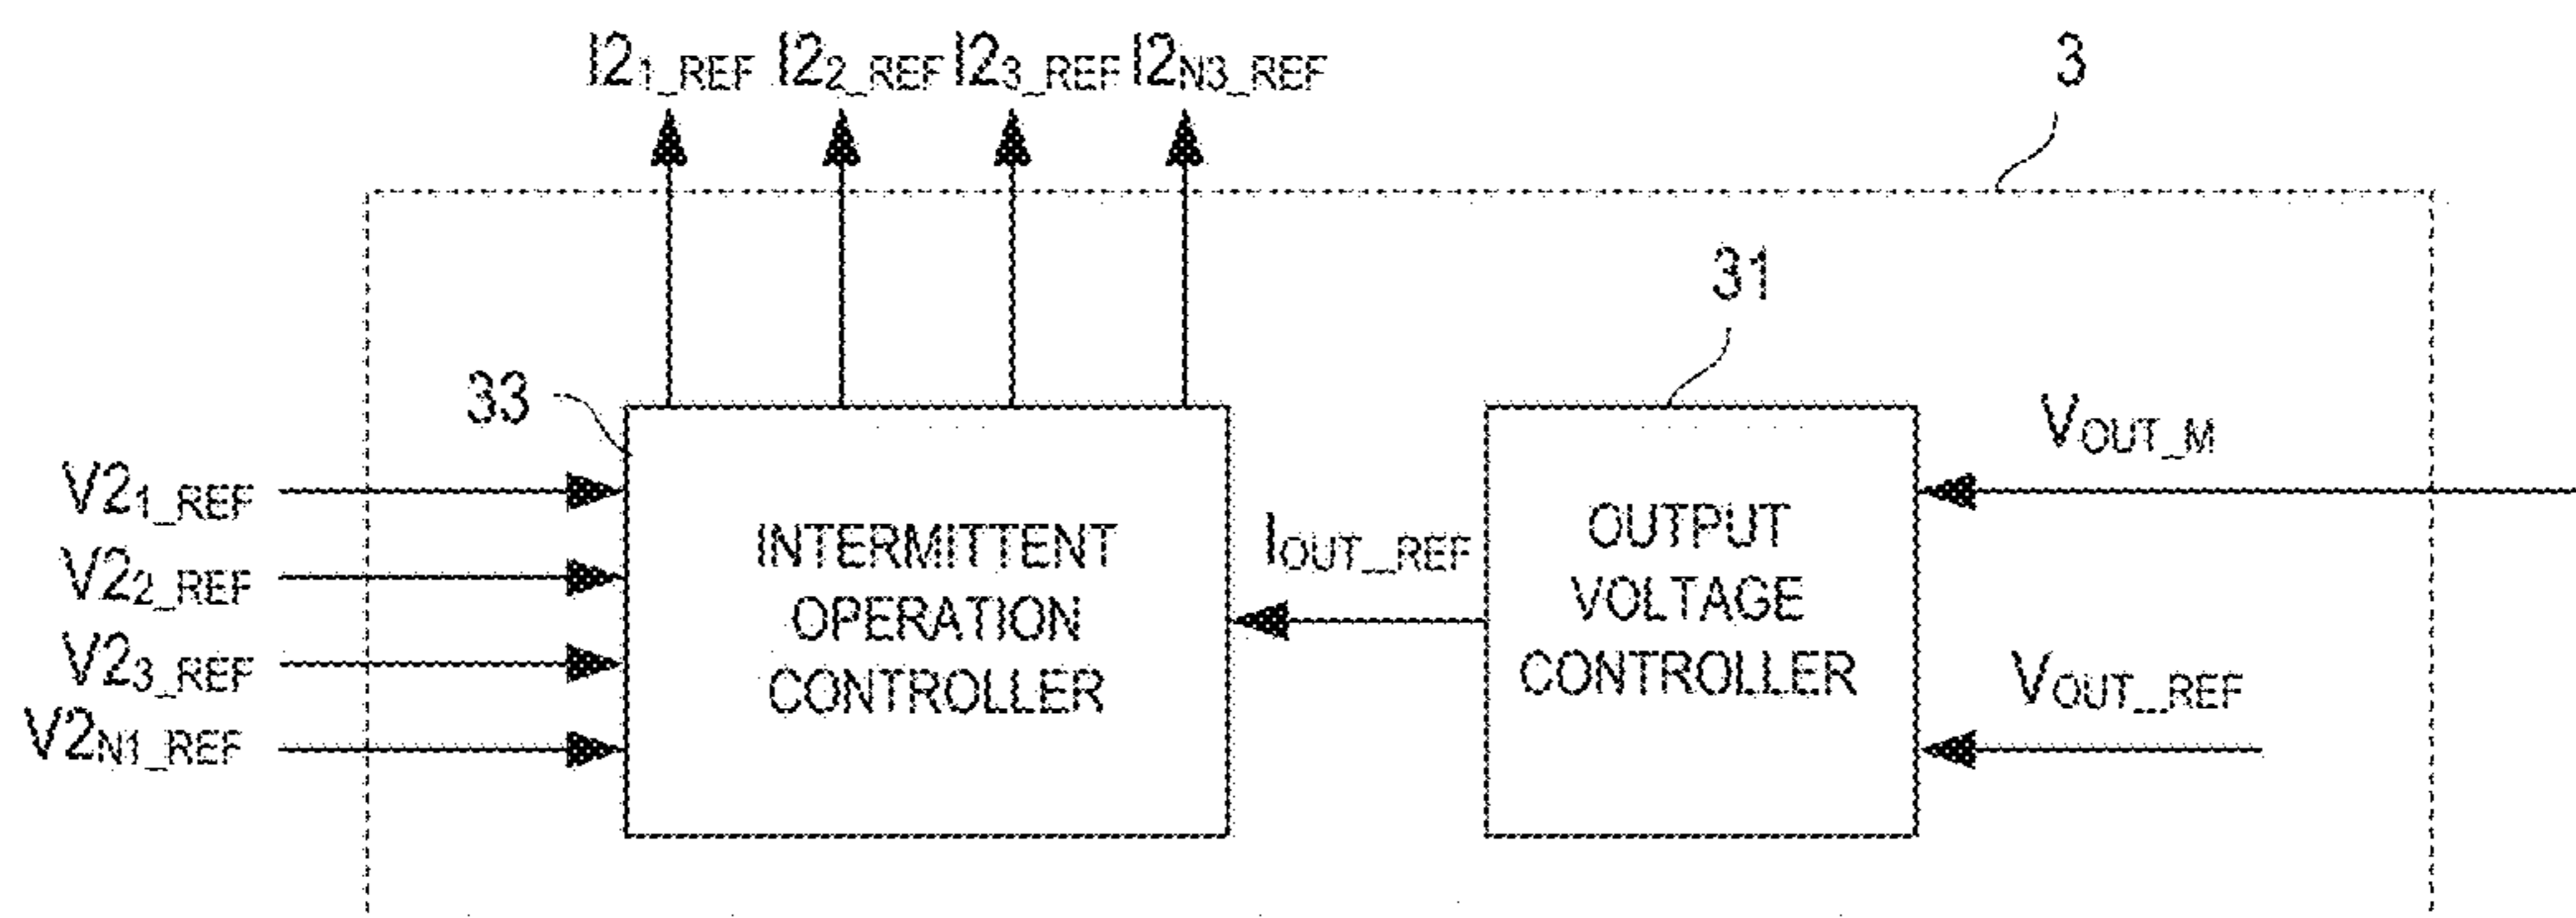 I2₁_REF I2₂_REF I2₃_REF I2N3_REF
3
31
33
V2₁_REF
V2₂_REF
V2₃_REF
V2N1_REF
INTERMITTENT
OPERATION
CONTROLLER
IOUT_REF
OUTPUT
VOLTAGE
CONTROLLER
VOUT_M
VOUT_REF